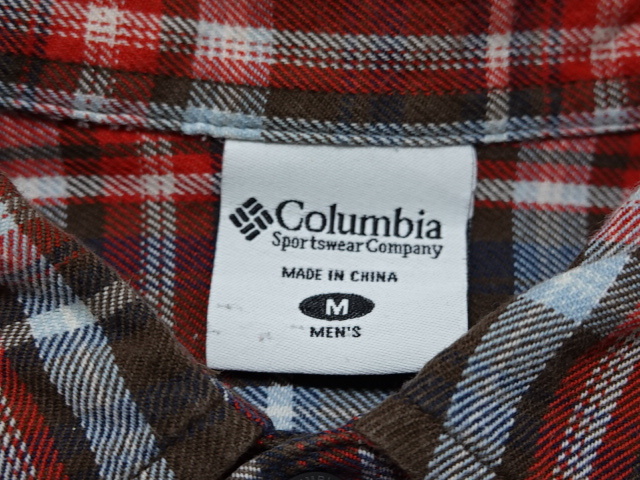 Columbia
Sportswear Company
MADE IN CHINA
M
MEN'S